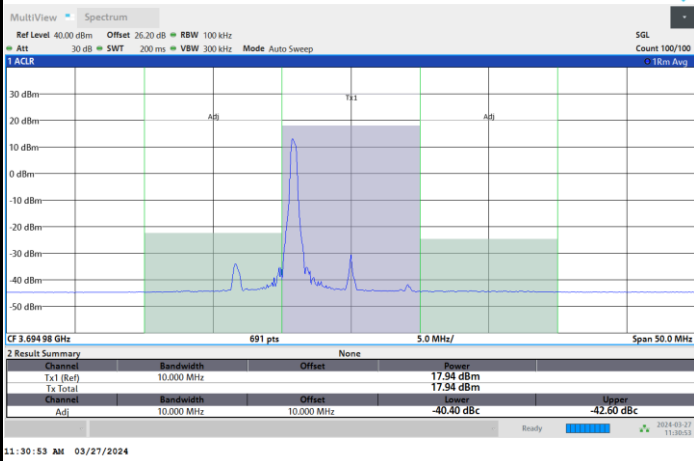 MultiView Spectrum
Ref Level 40.00 dBm Offset 26.20 dB RBW 100 kHz SGL
Att 30 dB SWT 200 ms VBW 300 kHz Mode Auto Sweep Count 100/100
1 ACLR 1Rm Avg
30 dBm
Tx1
20 dBm
Adj Adj
10 dBm
0 dBm
-10 dBm
-20 dBm
-30 dBm
-40 dBm
-50 dBm
CF 3.694 98 GHz 691 pts 5.0 MHz/ Span 50.0 MHz
2 Result Summary None
Channel Bandwidth Offset Power
Tx1 (Ref) 10.000 MHz 17.94 dBm
Tx Total 17.94 dBm
Channel Bandwidth Offset Lower Upper
Adj 10.000 MHz 10.000 MHz -40.40 dBc -42.60 dBc
Ready 2024-03-27
11:30:53
11:30:53 AM 03/27/2024